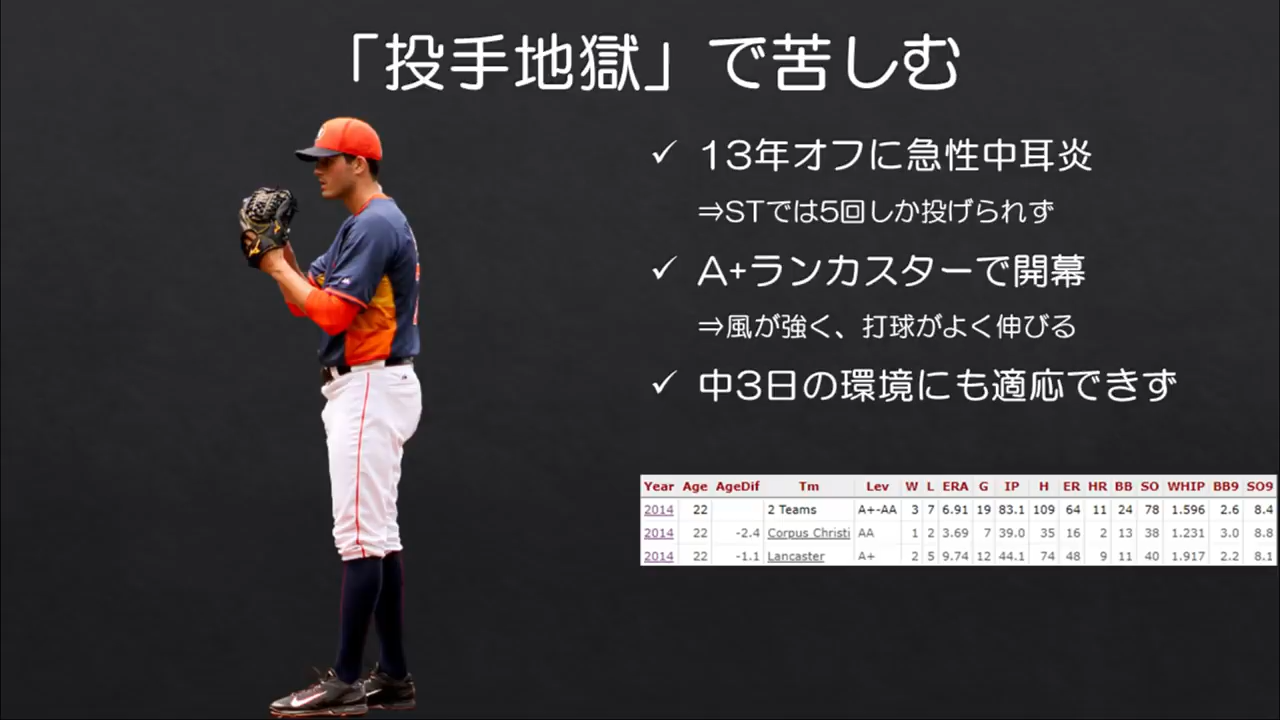 「投手地獄」で苦しむ
✓ 13年オフに急性中耳炎
⇒STでは5回しか投げられず
✓ A+ランカスターで開幕
⇒風が強く、打球がよく伸びる
✓ 中3日の環境にも適応できず
Year Age AgeDif Tm Lev W L ERA G IP H ER HR BB SO WHIP BB9 SO9
2014 22 2 Teams A+-AA 3 7 6.91 19 83.1 109 64 11 24 78 1.596 2.6 8.4
2014 22 -2.4 Corpus Christi AA 1 2 3.69 7 39.0 35 16 2 13 38 1.231 3.0 8.8
2014 22 -1.1 Lancaster A+ 2 5 9.74 12 44.1 74 48 9 11 40 1.917 2.2 8.1